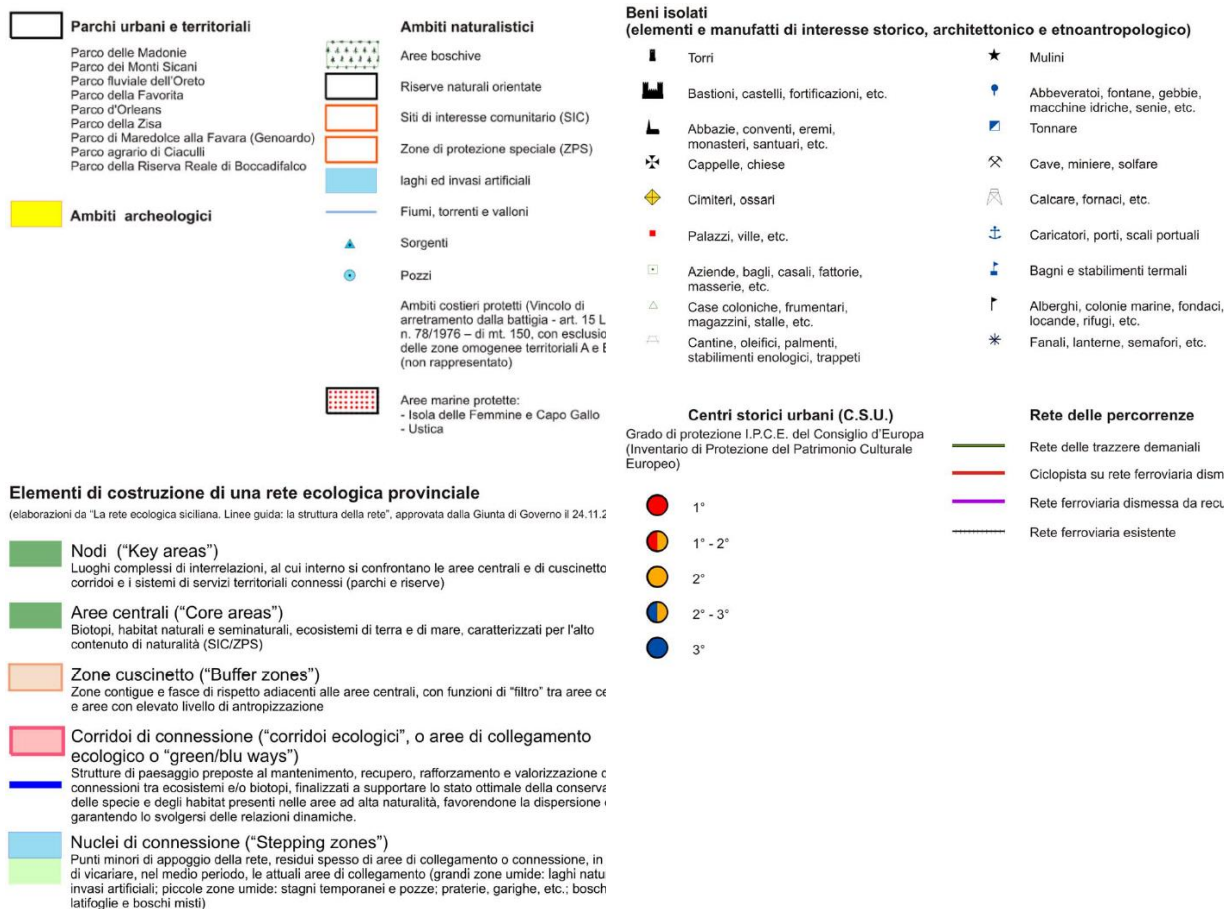 Parchi urbani e territoriali
Parco delle Madonie
Parco dei Monti Sicani
Parco fluviale dell'Oreto
Parco della Favorita
Parco d'Orleans
Parco della Zisa
Parco di Maredolce alla Favara (Genoardo)
Parco agrario di Ciaculli
Parco della Riserva Reale di Boccadifalco
Ambiti archeologici
Ambiti naturalistici
Aree boschive
Riserve naturali orientate
Siti di interesse comunitario (SIC)
Zone di protezione speciale (ZPS)
laghi ed invasi artificiali
Fiumi, torrenti e valloni
Sorgenti
Pozzi
Ambiti costieri protetti (Vincolo di
arretramento dalla battigia - art. 15 L
n. 78/1976 – di mt. 150, con esclusio
delle zone omogenee territoriali A e
(non rappresentato)
Aree marine protette:
- Isola delle Femmine e Capo Gallo
- Ustica
Elementi di costruzione di una rete ecologica provinciale
(elaborazioni da "La rete ecologica siciliana. Linee guida: la struttura della rete", approvata dalla Giunta di Governo il 24.11.2
Nodi ("Key areas")
Luoghi complessi di interrelazioni, al cui interno si confrontano le aree centrali e di cuscinetto
corridoi e i sistemi di servizi territoriali connessi (parchi e riserve)
Aree centrali ("Core areas")
Biotopi, habitat naturali e seminaturali, ecosistemi di terra e di mare, caratterizzati per l'alto
contenuto di naturalità (SIC/ZPS)
Zone cuscinetto ("Buffer zones")
Zone contigue e fasce di rispetto adiacenti alle aree centrali, con funzioni di "filtro" tra aree ce
e aree con elevato livello di antropizzazione
Corridoi di connessione ("corridoi ecologici", o aree di collegamento
ecologico o "green/blu ways")
Strutture di paesaggio preposte al mantenimento, recupero, rafforzamento e valorizzazione
connessioni tra ecosistemi e/o biotopi, finalizzati a supportare lo stato ottimale della conserva
delle specie e degli habitat presenti nelle aree ad alta naturalità, favorendone la dispersione
garantendo lo svolgersi delle relazioni dinamiche.
Nuclei di connessione ("Stepping zones")
Punti minori di appoggio della rete, residui spesso di aree di collegamento o connessione, in
di vicariare, nel medio periodo, le attuali aree di collegamento (grandi zone umide: laghi natu
invasi artificiali; piccole zone umide: stagni temporanei e pozze; praterie, garighe, etc.; bosch
latifoglie e boschi misti)
Beni isolati
(elementi e manufatti di interesse storico, architettonico e etnoantropologico)
Torri
Bastioni, castelli, fortificazioni, etc.
Abbazie, conventi, eremi,
monasteri, santuari, etc.
Cappelle, chiese
Cimiteri, ossari
Palazzi, ville, etc.
Aziende, bagli, casali, fattorie,
masserie, etc.
Case coloniche, frumentari,
magazzini, stalle, etc.
Cantine, oleifici, palmenti,
stabilimenti enologici, trappeti
Mulini
Abbeveratoi, fontane, gebbie,
macchine idriche, senie, etc.
Tonnare
Cave, miniere, solfare
Calcare, fornaci, etc.
Caricatori, porti, scali portuali
Bagni e stabilimenti termali
Alberghi, colonie marine, fondaci,
locande, rifugi, etc.
Fanali, lanterne, semafori, etc.
Centri storici urbani (C.S.U.)
Grado di protezione I.P.C.E. del Consiglio d'Europa
(Inventario di Protezione del Patrimonio Culturale
Europeo)
1°
1° - 2°
2°
2° - 3°
3°
Rete delle percorrenze
Rete delle trazzere demaniali
Ciclopista su rete ferroviaria dism
Rete ferroviaria dismessa da recu
Rete ferroviaria esistente